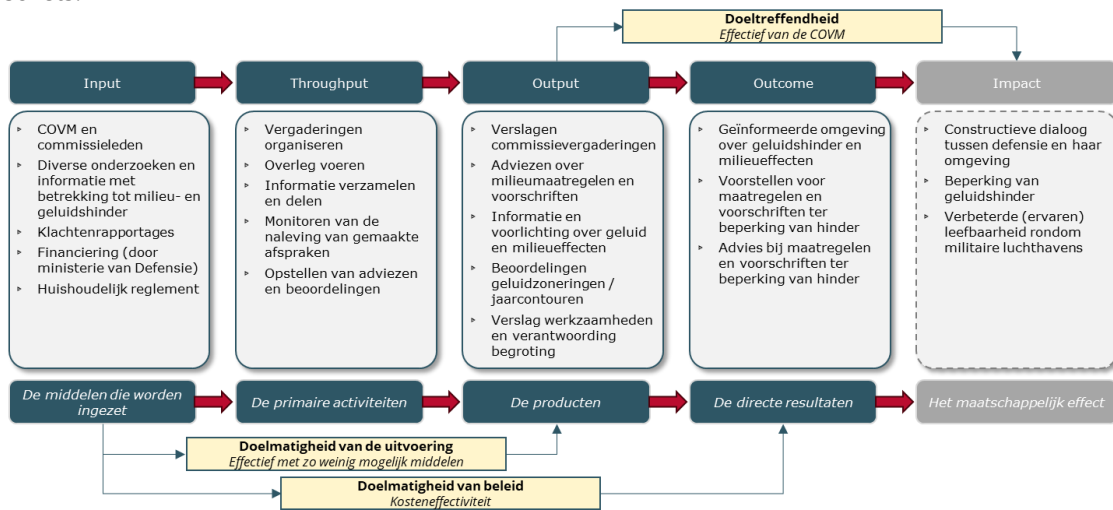 Doeltreffendheid
Effectief van de COVM
Input
Throughput
Output
Outcome
Impact
COVM en
commissieleden
Diverse onderzoeken en
informatie met
betrekking tot milieu- en
geluidshinder
Klachtenrapportages
Financiering (door
ministerie van Defensie)
Huishoudelijk reglement
Vergaderingen
organiseren
Overleg voeren
Informatie verzamelen
en delen
Monitoren van de
naleving van gemaakte
afspraken
Opstellen van adviezen
en beoordelingen
Verslagen
commissievergaderingen
Adviezen over
milieumaatregelen en
voorschriften
Informatie en
voorlichting over geluid
en milieueffecten
Beoordelingen
geluidzoneringen /
jaarcontouren
Verslag werkzaamheden
en verantwoording
begroting
Geïnformeerde omgeving
over geluidshinder en
milieueffecten
Voorstellen voor
maatregelen en
voorschriften ter
beperking van hinder
Advies bij maatregelen
en voorschriften ter
beperking van hinder
Constructieve dialoog
tussen defensie en haar
omgeving
Beperking van
geluidshinder
Verbeterde (ervaren)
leefbaarheid rondom
militaire luchthavens
De middelen die worden
ingezet
De primaire activiteiten
De producten
De directe resultaten
Het maatschappelijk effect
Doelmatigheid van de uitvoering
Effectief met zo weinig mogelijk middelen
Doelmatigheid van beleid
Kosteneffectiviteit